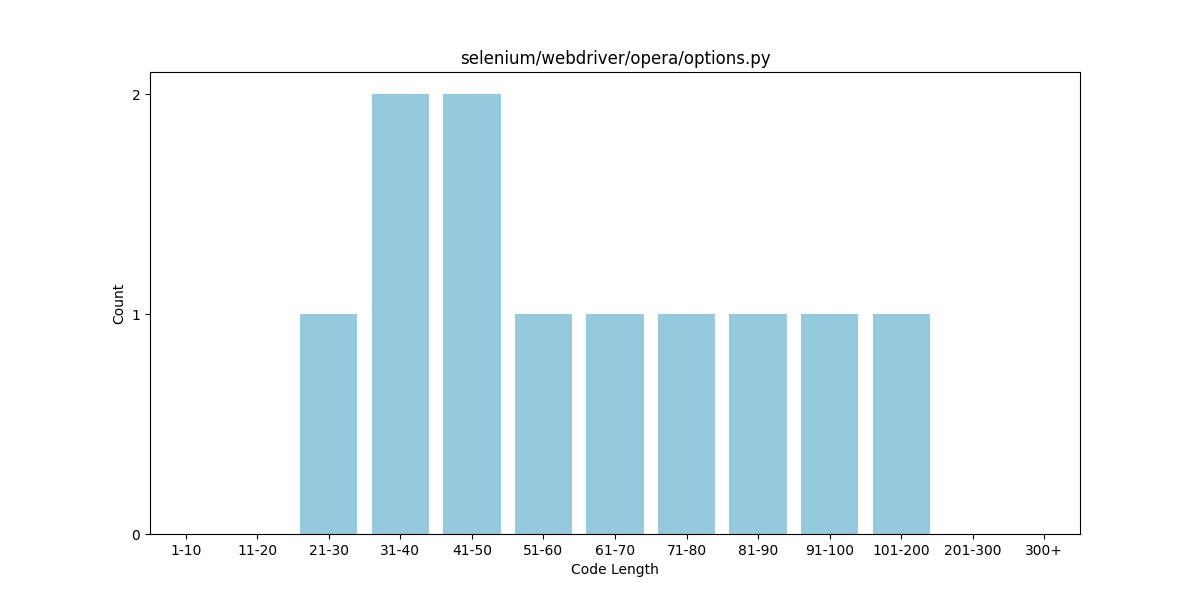 selenium/webdriver/opera/options.py
Count
2
1
0
1-10 11-20 21-30 31-40 41-50 51-60 61-70 71-80 81-90 91-100 101-200 201-300 300+
Code Length